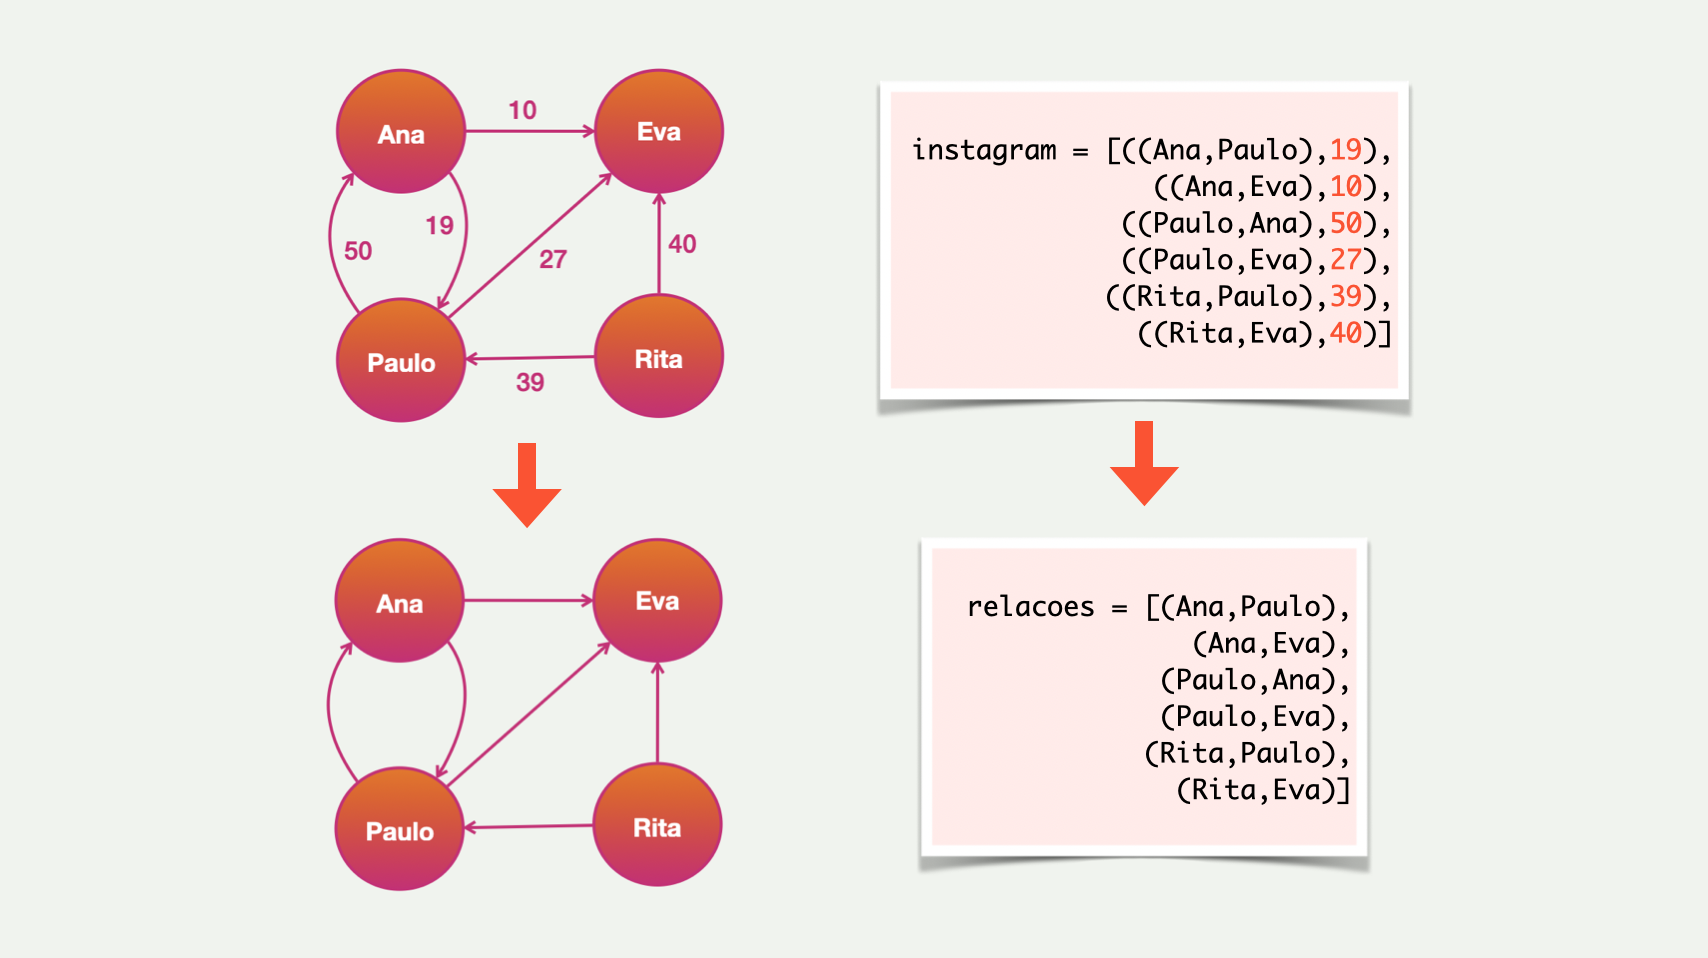 Ana
10
Eva
50
19
27
40
Paulo
39
Rita
instagram = [((Ana,Paulo),19),
((Ana,Eva),10),
((Paulo,Ana),50),
((Paulo,Eva),27),
((Rita,Paulo),39),
((Rita,Eva),40)]
Ana
Eva
Paulo
Rita
relacoes = [(Ana,Paulo),
(Ana,Eva),
(Paulo,Ana),
(Paulo,Eva),
(Rita,Paulo),
(Rita,Eva)]